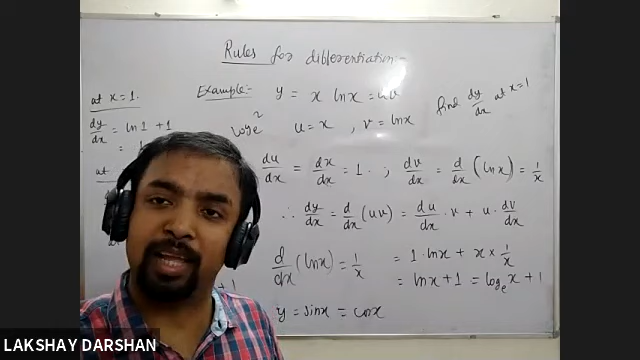 Rules for differentiation:-
at x=1.
Example:- y = x lnx = uv
find dy/dx at x=1
dy/dx = ln1 + 1
u=x , v = lnx
du/dx = dx/dx = 1. ; dv/dx = d/dx (lnx) = 1/x
at
∴ dy/dx = d/dx (uv) = du/dx . v + u . dv/dx
d/dx (lnx) = 1/x
= 1.lnx + x × 1/x
= lnx+1 = logₑx + 1
y = sinx = cosx
LAKSHAY DARSHAN